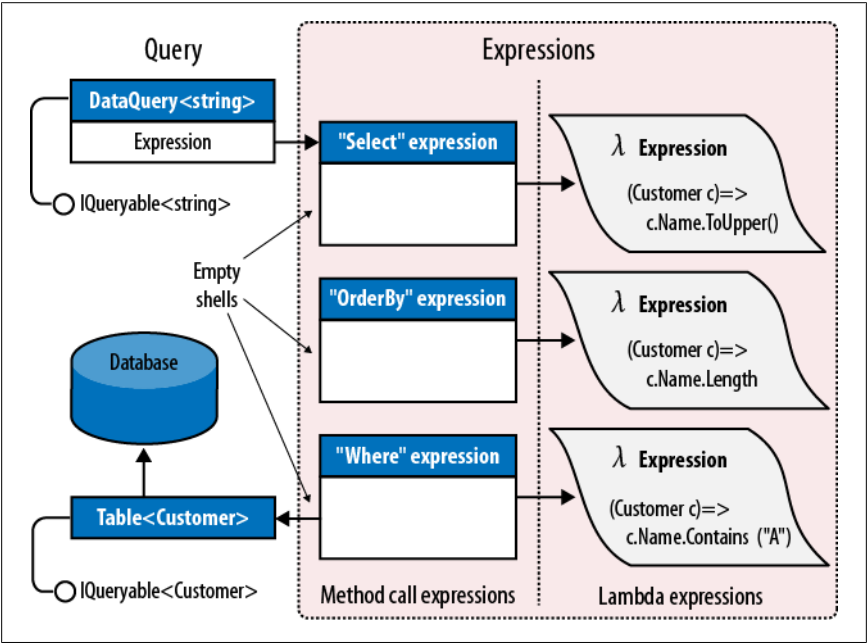 Query
Expressions
DataQuery<string>
Expression
IQueryable<string>
"Select" expression
λ Expression
(Customer c)=>
c.Name.ToUpper()
Empty
shells
"OrderBy" expression
λ Expression
(Customer c)=>
c.Name.Length
Database
"Where" expression
λ Expression
(Customer c)=>
c.Name.Contains ("A")
Table<Customer>
IQueryable<Customer>
Method call expressions
Lambda expressions